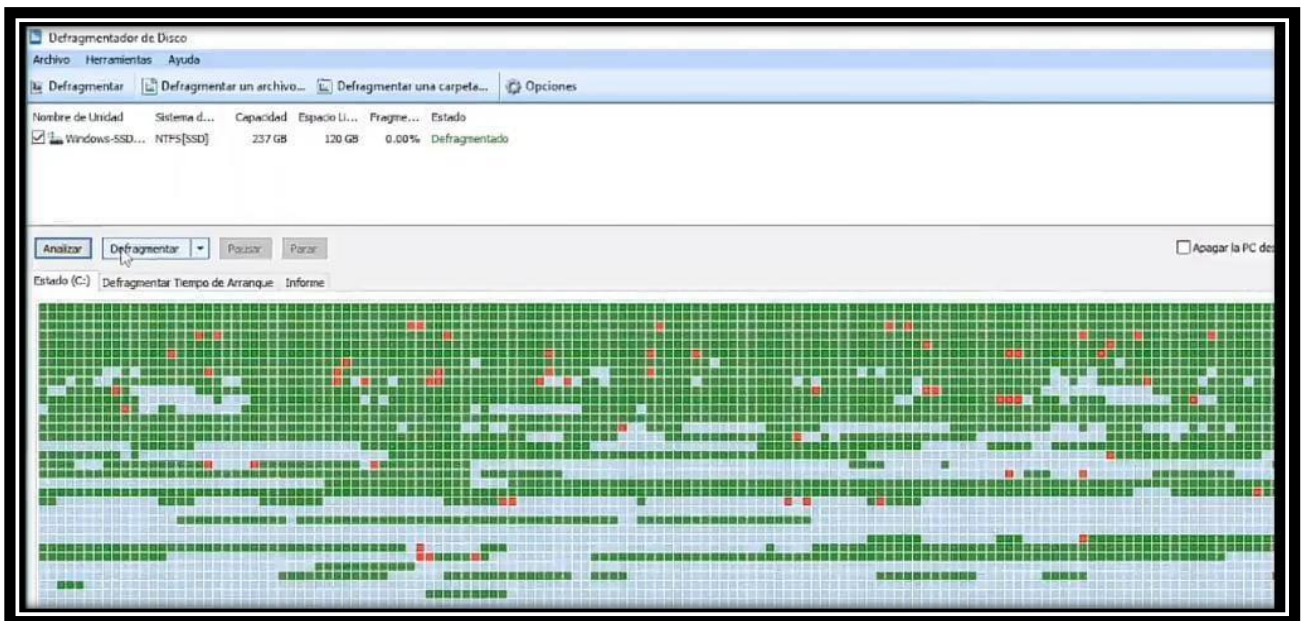 Defragmentador de Disco
Archivo Herramientas Ayuda
Defragmentar Defragmentar un archivo... Defragmentar una carpeta... Opciones
Nombre de Unidad Sistema d... Capacidad Espacio Li... Fragme... Estado
Windows-SSD... NTFS[SSD] 237 GB 120 GB 0.00% Defragmentado
Analizar Defragmentar Pausar Parar Apagar la PC des
Estado (C:) Defragmentar Tiempo de Arranque Informe